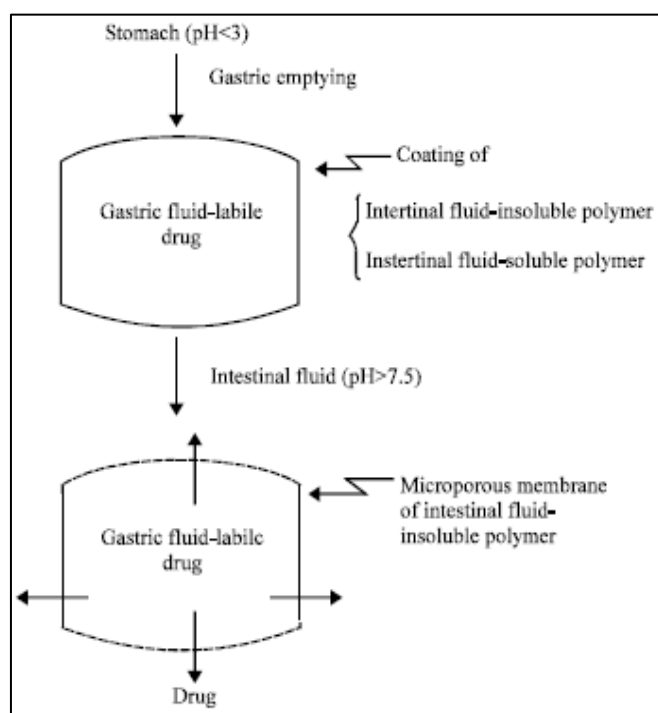 Stomach (pH<3)
Gastric emptying
Coating of
Gastric fluid-labile
drug
Intertinal fluid-insoluble polymer
Instertinal fluid-soluble polymer
Intestinal fluid (pH>7.5)
Microporous membrane
of intestinal fluid-
insoluble polymer
Gastric fluid-labile
drug
Drug